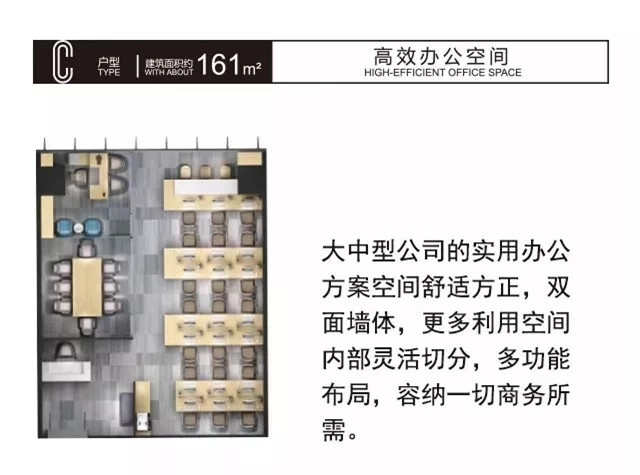 C 户型 TYPE 建筑面积约 WITH ABOUT 161m²
高效办公空间
HIGH-EFFICIENT OFFICE SPACE
大中型公司的实用办公
方案空间舒适方正，双
面墙体，更多利用空间
内部灵活切分，多功能
布局，容纳一切商务所
需。